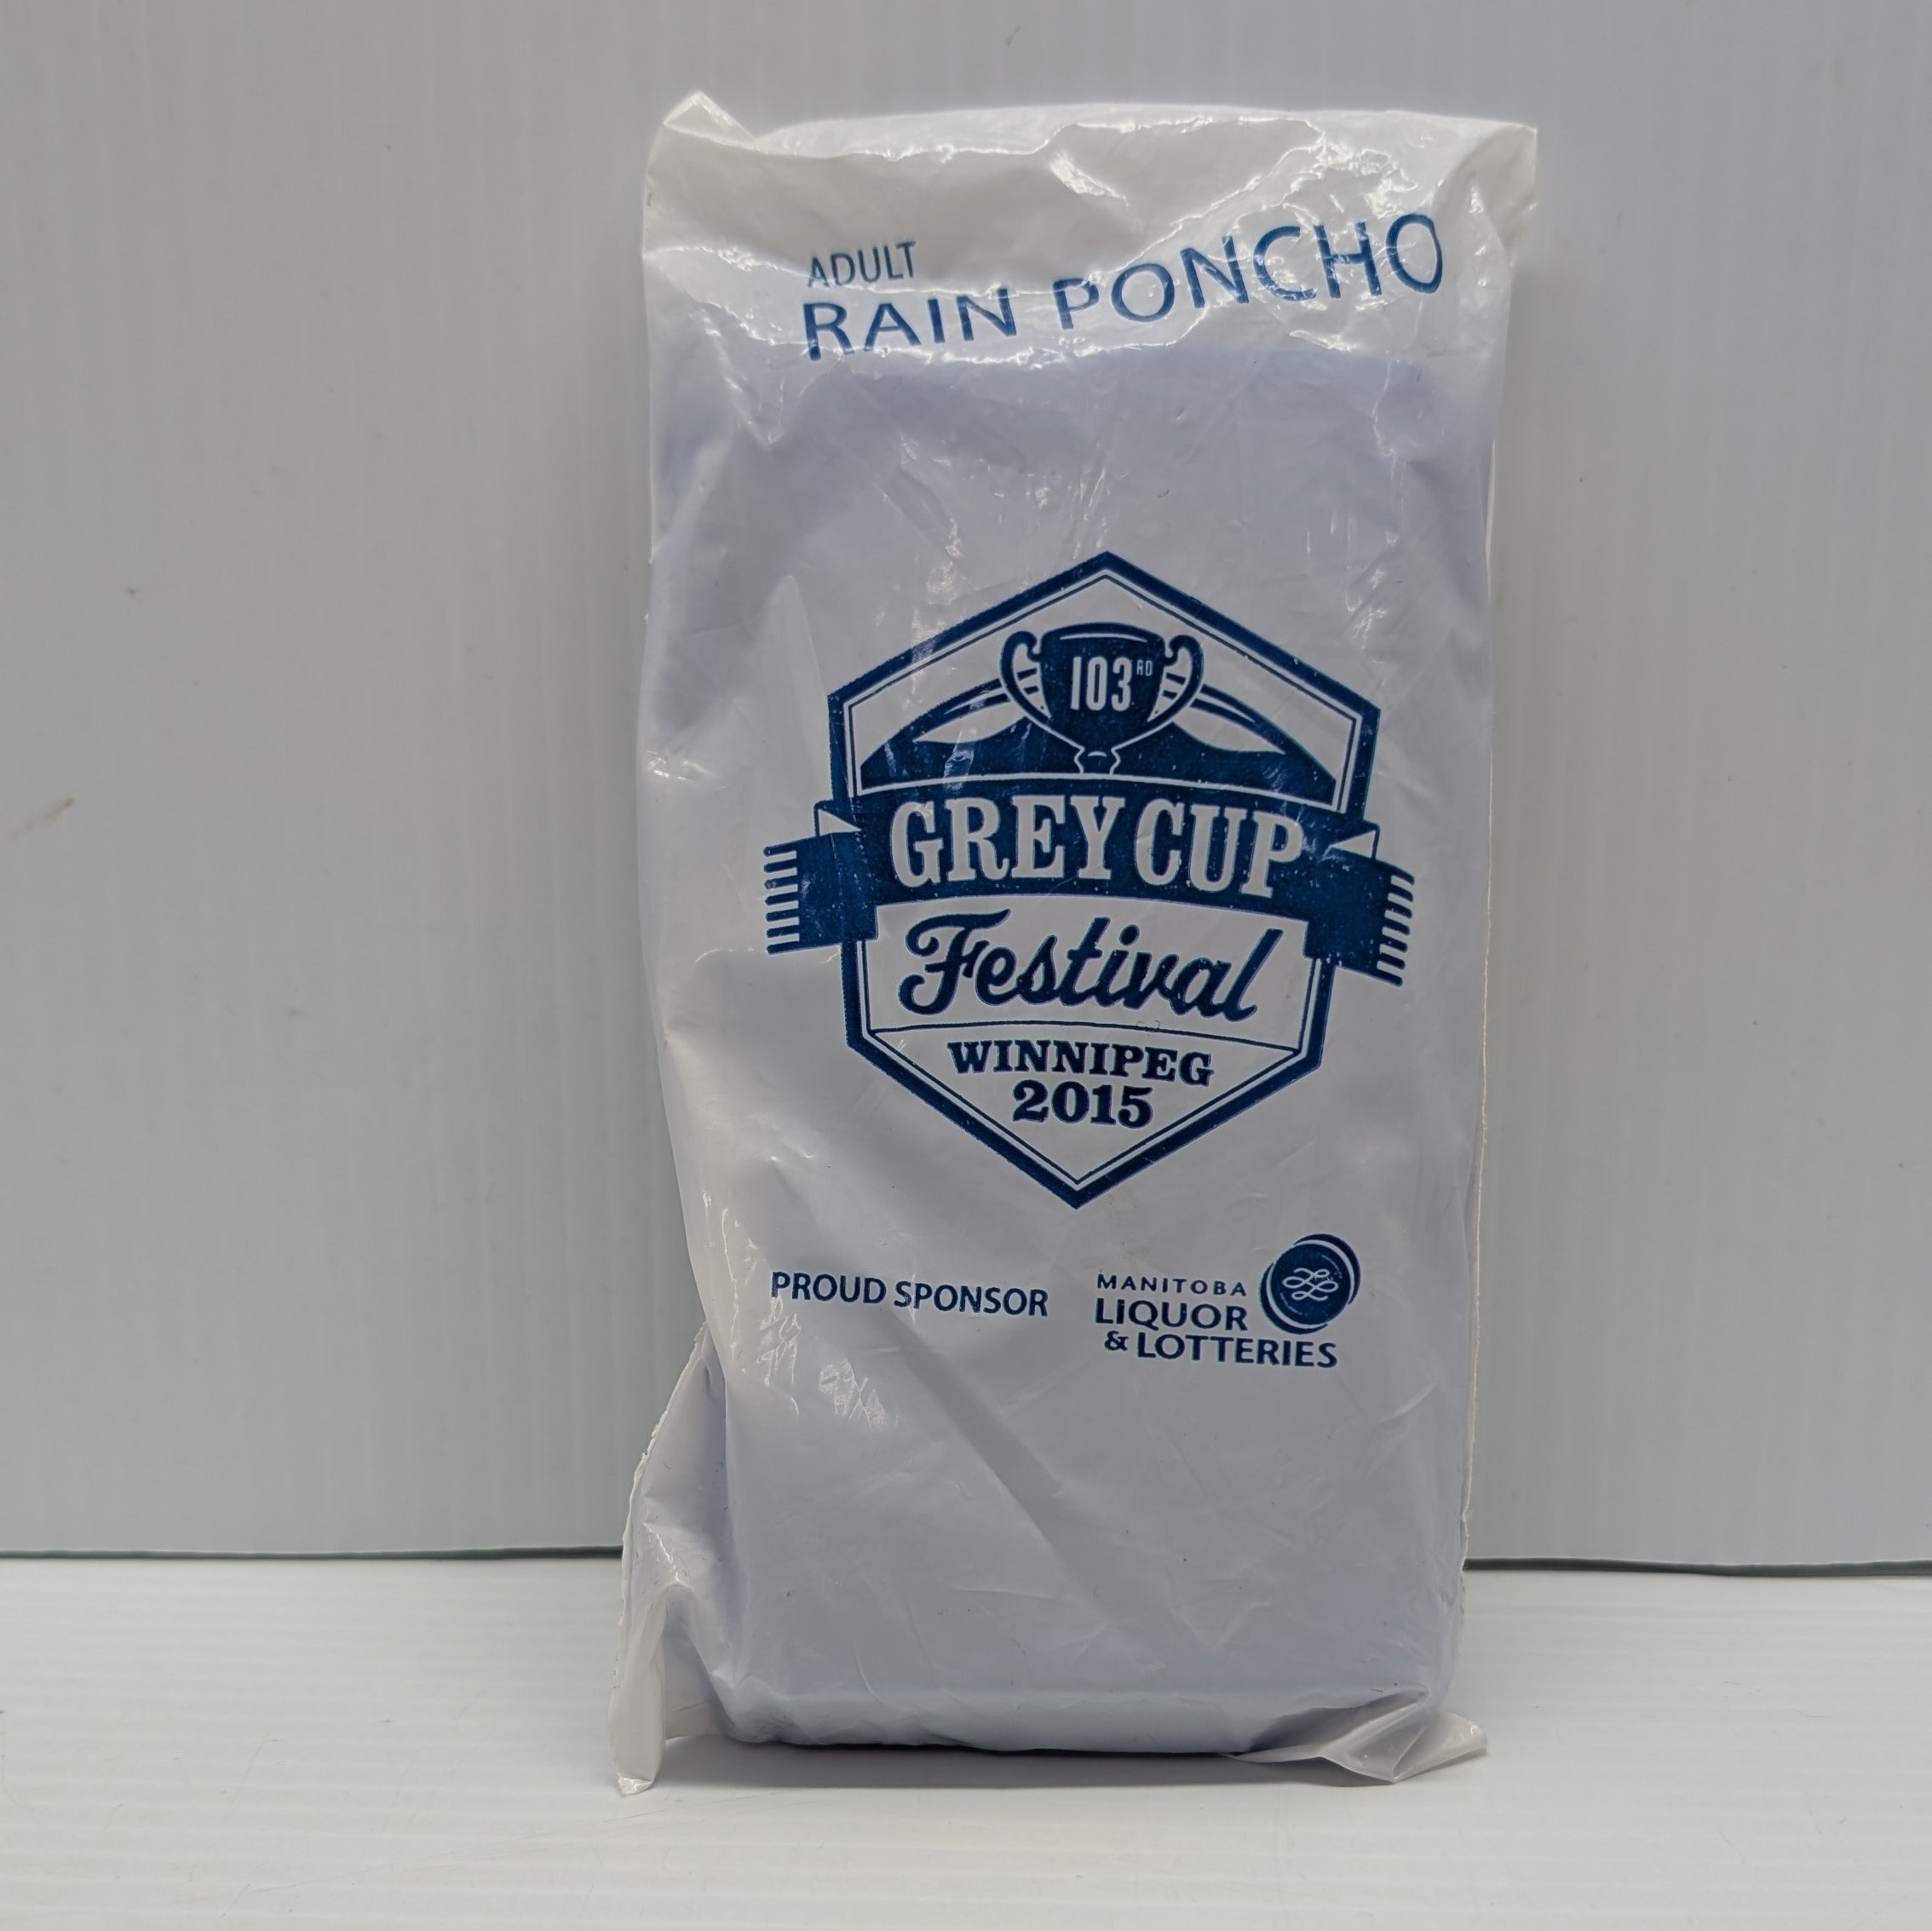 ADULT
RAIN PONCHO
103RD
GREY CUP
Festival
WINNIPEG
2015
PROUD SPONSOR
MANITOBA
LIQUOR
& LOTTERIES